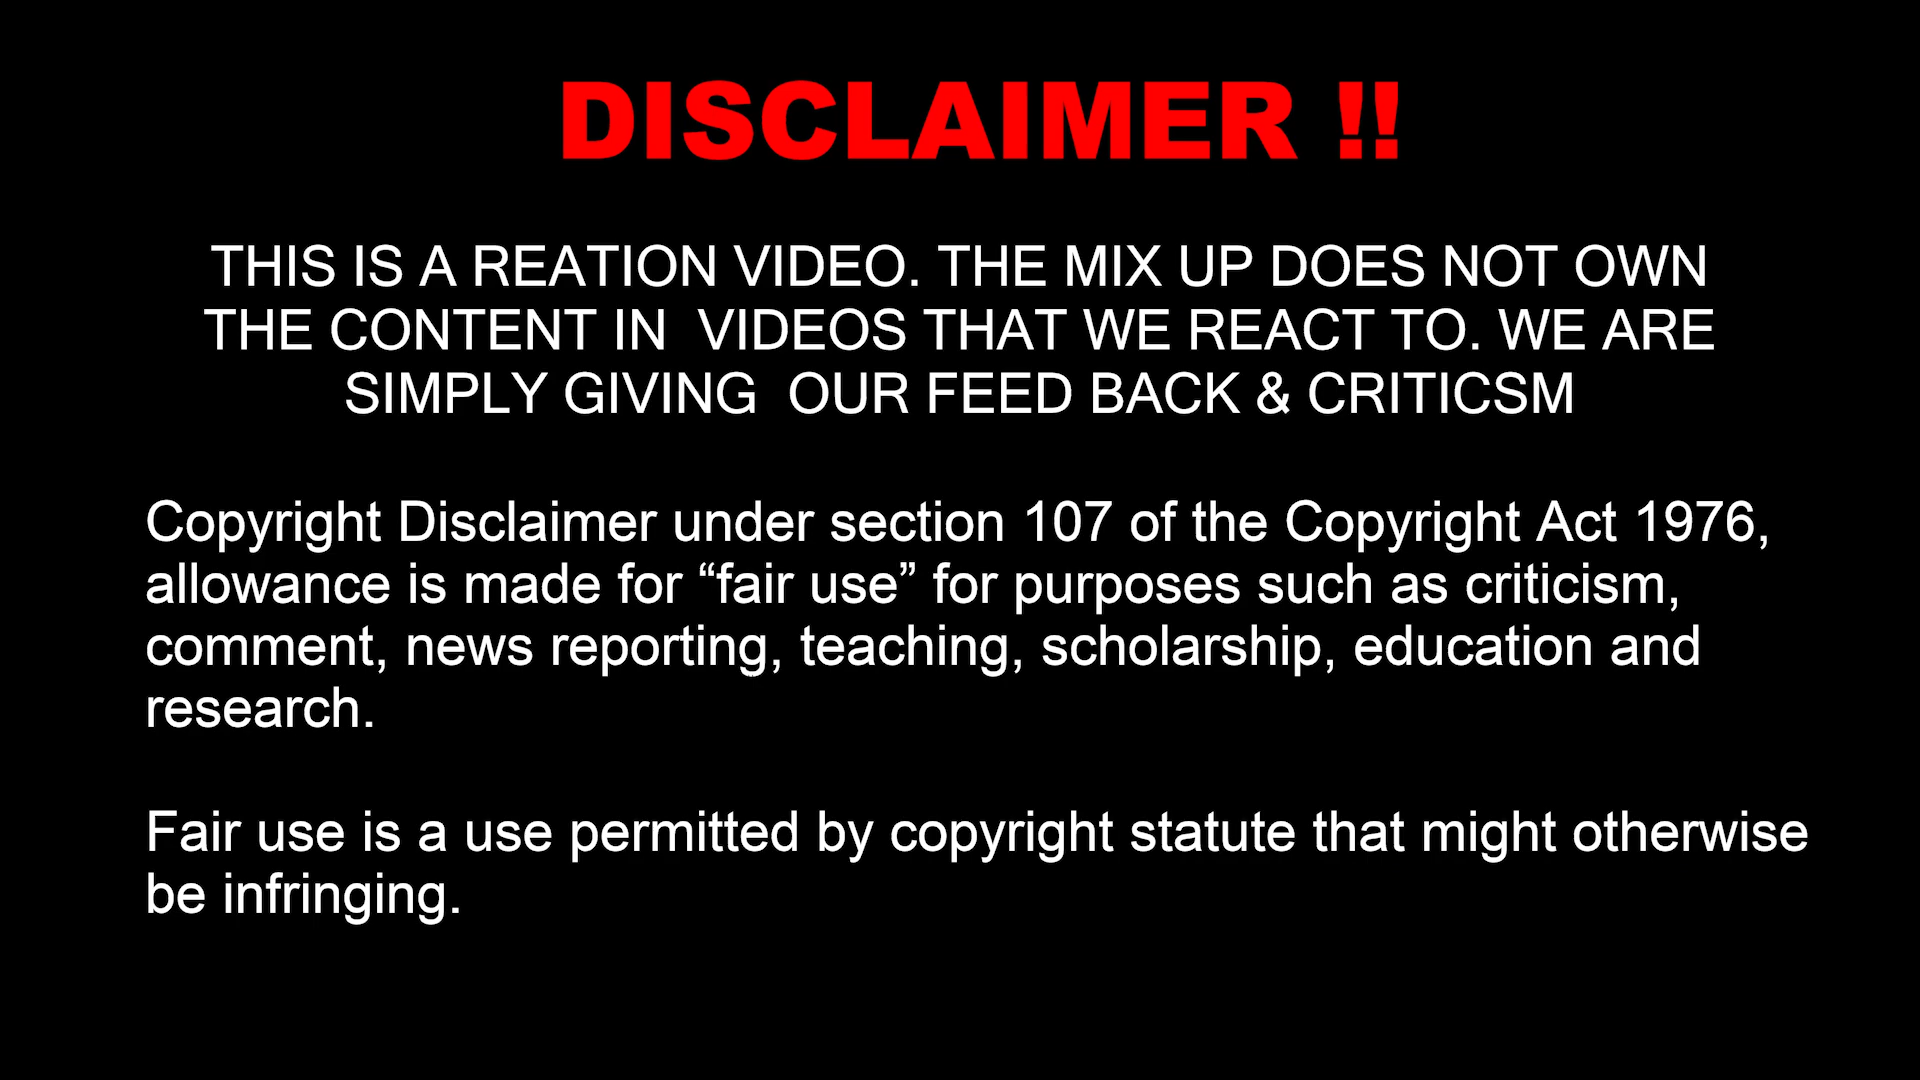 DISCLAIMER !!
THIS IS A REATION VIDEO. THE MIX UP DOES NOT OWN
THE CONTENT IN  VIDEOS THAT WE REACT TO. WE ARE
SIMPLY GIVING  OUR FEED BACK & CRITICSM
Copyright Disclaimer under section 107 of the Copyright Act 1976,
allowance is made for “fair use” for purposes such as criticism,
comment, news reporting, teaching, scholarship, education and
research.
Fair use is a use permitted by copyright statute that might otherwise
be infringing.